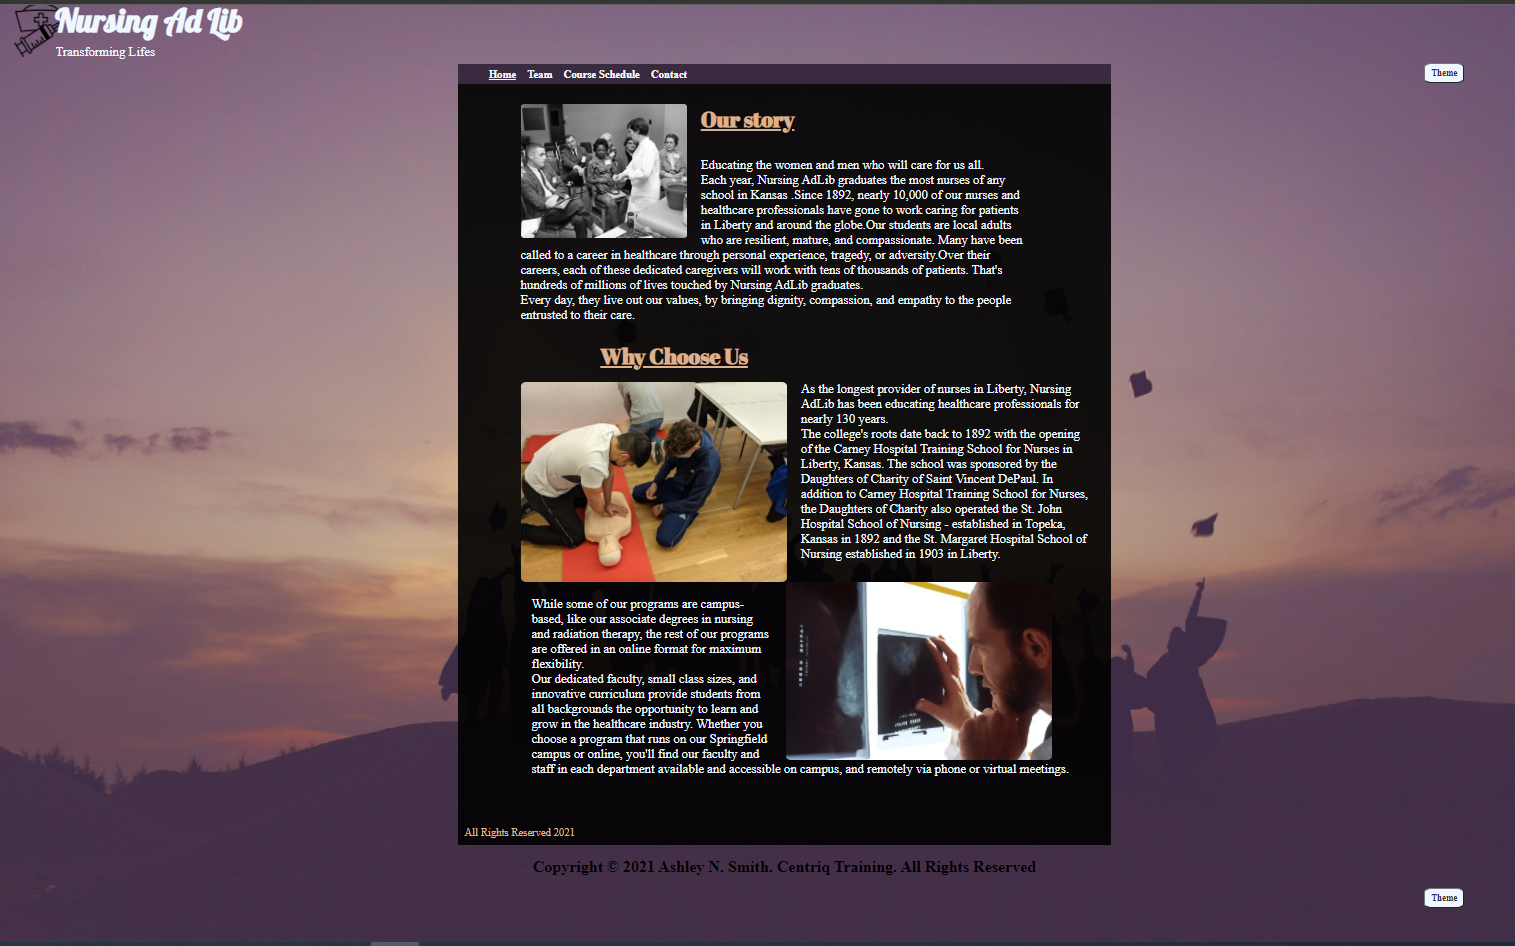 Nursing Ad Lib
Transforming Lifes
Home Team Course Schedule Contact
Theme
Our story
Educating the women and men who will care for us all.
Each year, Nursing AdLib graduates the most nurses of any
school in Kansas .Since 1892, nearly 10,000 of our nurses and
healthcare professionals have gone to work caring for patients
in Liberty and around the globe.Our students are local adults
who are resilient, mature, and compassionate. Many have been
called to a career in healthcare through personal experience, tragedy, or adversity.Over their
careers, each of these dedicated caregivers will work with tens of thousands of patients. That's
hundreds of millions of lives touched by Nursing AdLib graduates.
Every day, they live out our values, by bringing dignity, compassion, and empathy to the people
entrusted to their care.
Why Choose Us
As the longest provider of nurses in Liberty, Nursing
AdLib has been educating healthcare professionals for
nearly 130 years.
The college's roots date back to 1892 with the opening
of the Carney Hospital Training School for Nurses in
Liberty, Kansas. The school was sponsored by the
Daughters of Charity of Saint Vincent DePaul. In
addition to Carney Hospital Training School for Nurses,
the Daughters of Charity also operated the St. John
Hospital School of Nursing - established in Topeka,
Kansas in 1892 and the St. Margaret Hospital School of
Nursing established in 1903 in Liberty.
While some of our programs are campus-
based, like our associate degrees in nursing
and radiation therapy, the rest of our programs
are offered in an online format for maximum
flexibility.
Our dedicated faculty, small class sizes, and
innovative curriculum provide students from
all backgrounds the opportunity to learn and
grow in the healthcare industry. Whether you
choose a program that runs on our Springfield
campus or online, you'll find our faculty and
staff in each department available and accessible on campus, and remotely via phone or virtual meetings.
All Rights Reserved 2021
Copyright © 2021 Ashley N. Smith. Centriq Training. All Rights Reserved
Theme